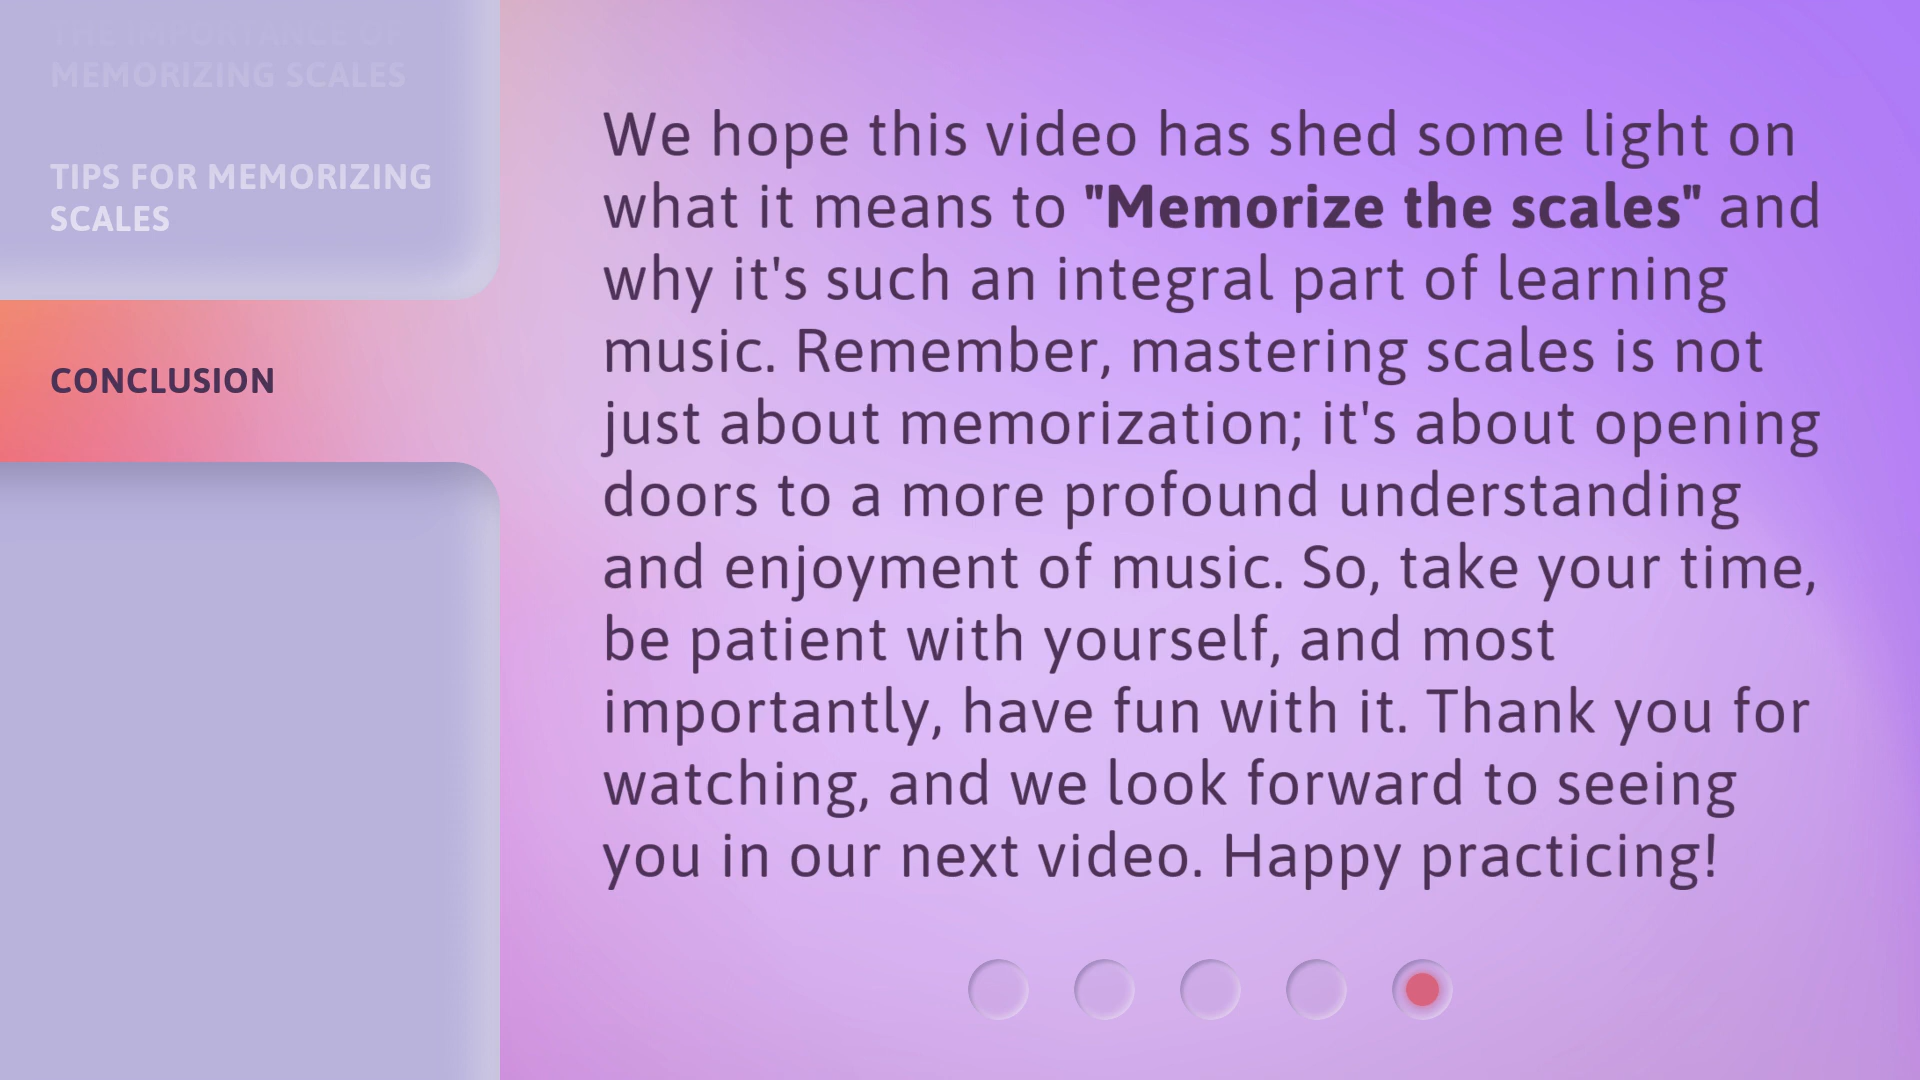 THE IMPORTANCE OF
MEMORIZING SCALES
TIPS FOR MEMORIZING
SCALES
CONCLUSION
We hope this video has shed some light on
what it means to "Memorize the scales" and
why it's such an integral part of learning
music. Remember, mastering scales is not
just about memorization; it's about opening
doors to a more profound understanding
and enjoyment of music. So, take your time,
be patient with yourself, and most
importantly, have fun with it. Thank you for
watching, and we look forward to seeing
you in our next video. Happy practicing!